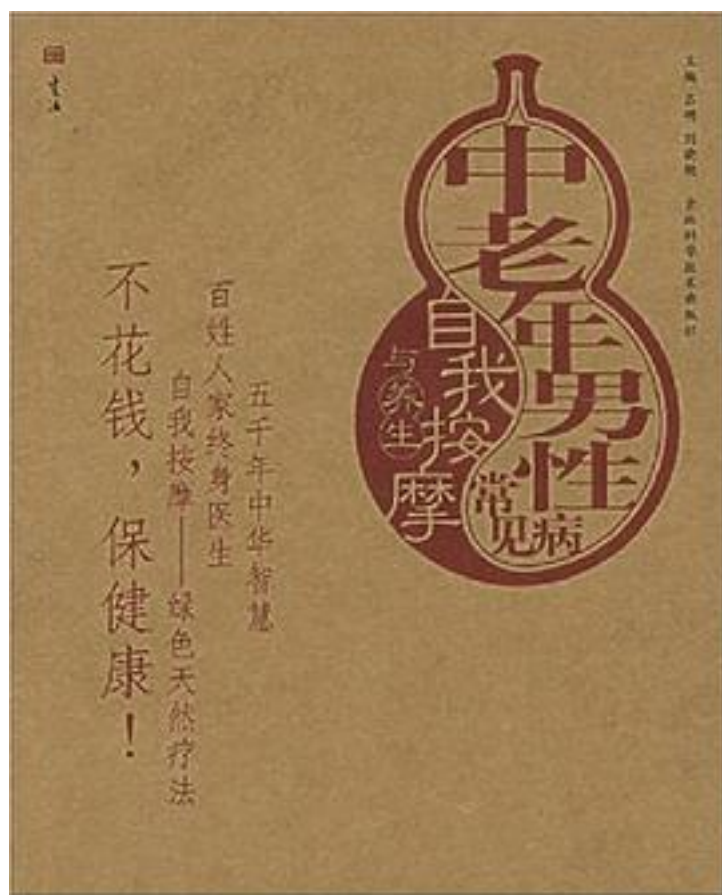 中老年男性
常见病
自我按摩
与养生
五千年中华智慧
百姓人家终身医生
自我按摩——绿色天然疗法
不花钱，保健康！